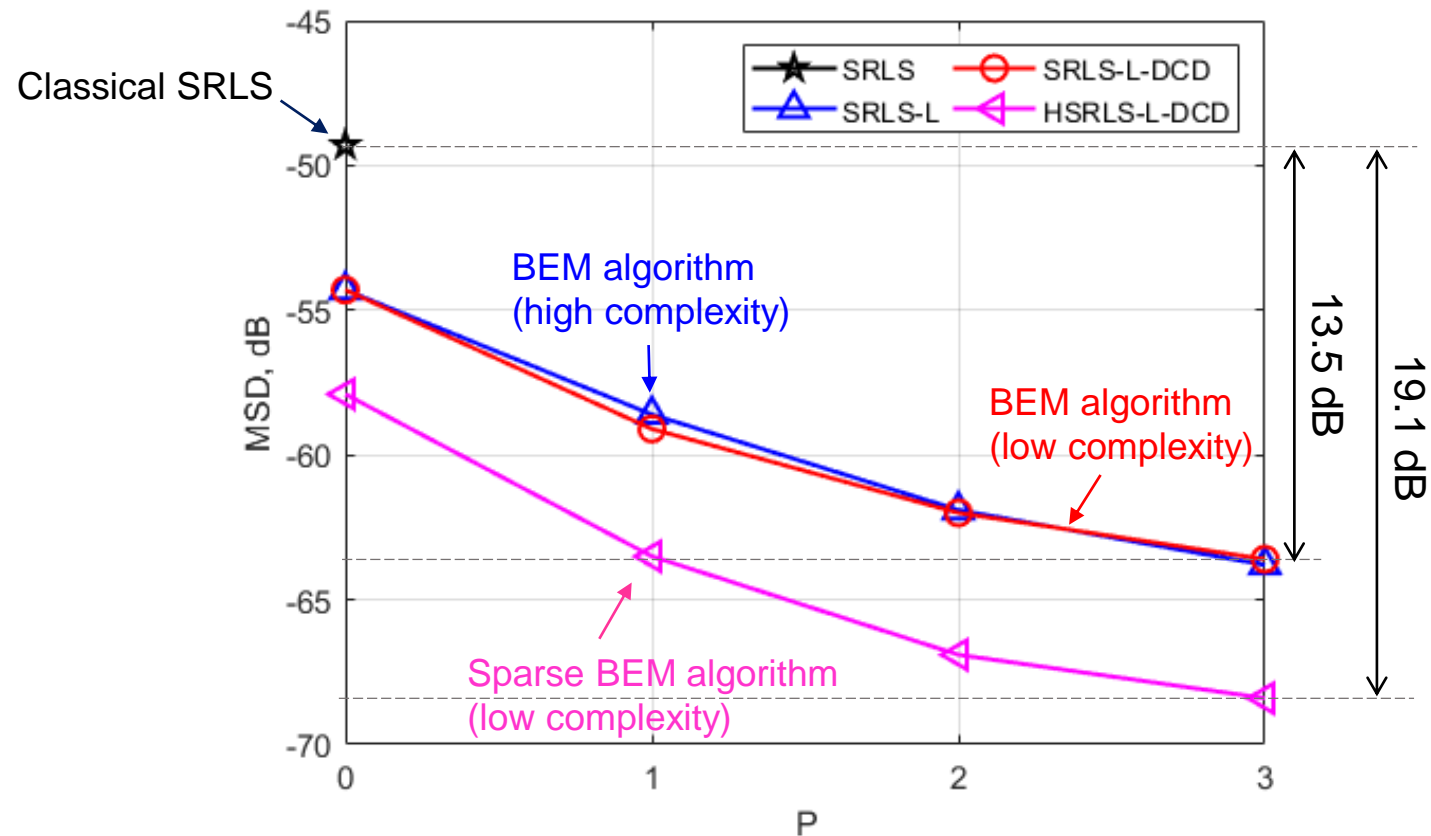 -45
Classical SRLS
SRLS
SRLS-L-DCD
SRLS-L
HSRLS-L-DCD
-50
BEM algorithm
(high complexity)
-55
MSD, dB
13.5 dB
19.1 dB
BEM algorithm
(low complexity)
-60
-65
Sparse BEM algorithm
(low complexity)
-70
0 1 2 3
P